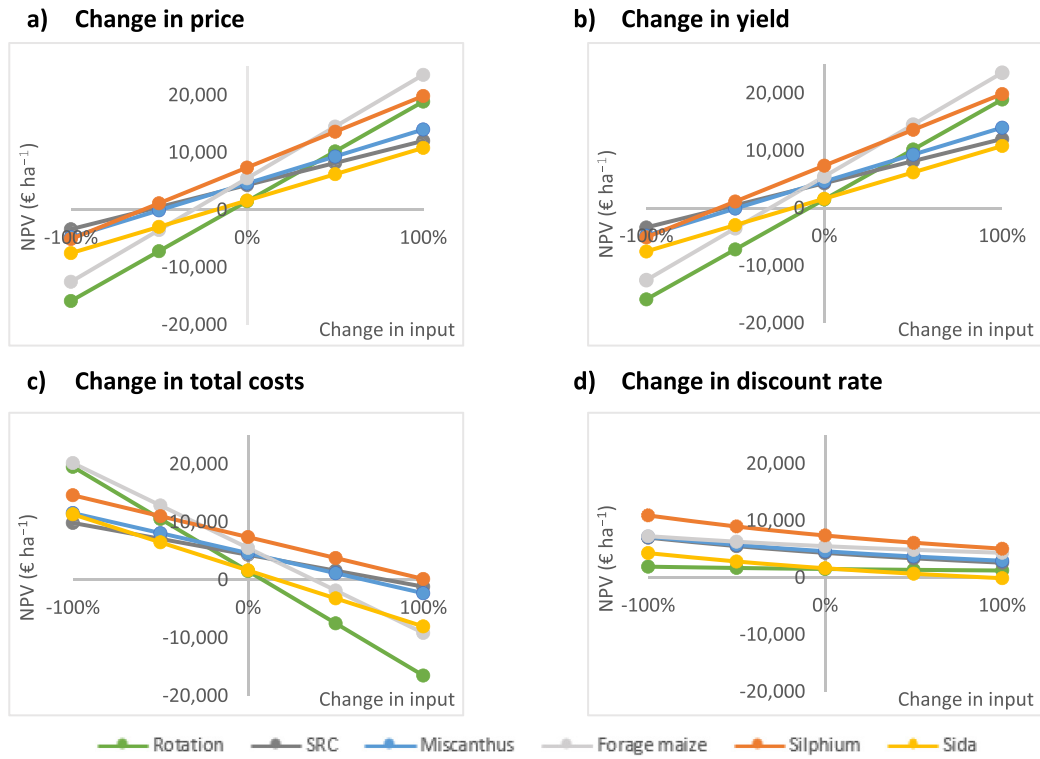 a) Change in price
b) Change in yield
NPV (€ ha⁻¹)
20,000
10,000
0
-10,000
-20,000
-100%
0%
100%
Change in input
NPV (€ ha⁻¹)
20,000
10,000
0
-10,000
-20,000
-100%
0%
100%
Change in input
c) Change in total costs
d) Change in discount rate
NPV (€ ha⁻¹)
20,000
10,000
0
-10,000
-20,000
-100%
0%
100%
Change in input
NPV (€ ha⁻¹)
20,000
10,000
0
-10,000
-20,000
-100%
0%
100%
Change in input
Rotation SRC Miscanthus Forage maize Silphium Sida